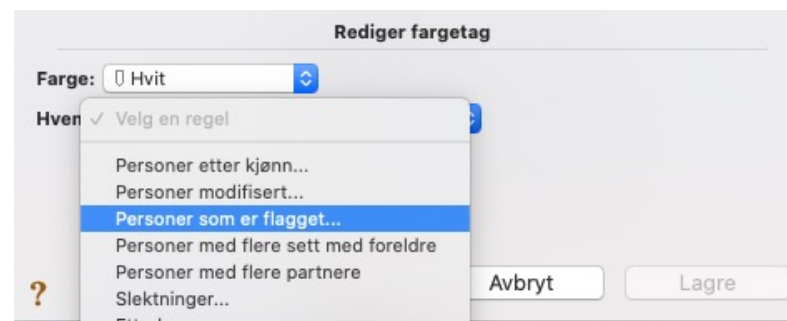 Rediger fargetag
Farge: Hvit
Hvem ✓ Velg en regel
Personer etter kjønn...
Personer modifisert...
Personer som er flagget...
Personer med flere sett med foreldre
Personer med flere partnere
? Avbryt Lagre
Slektninger...